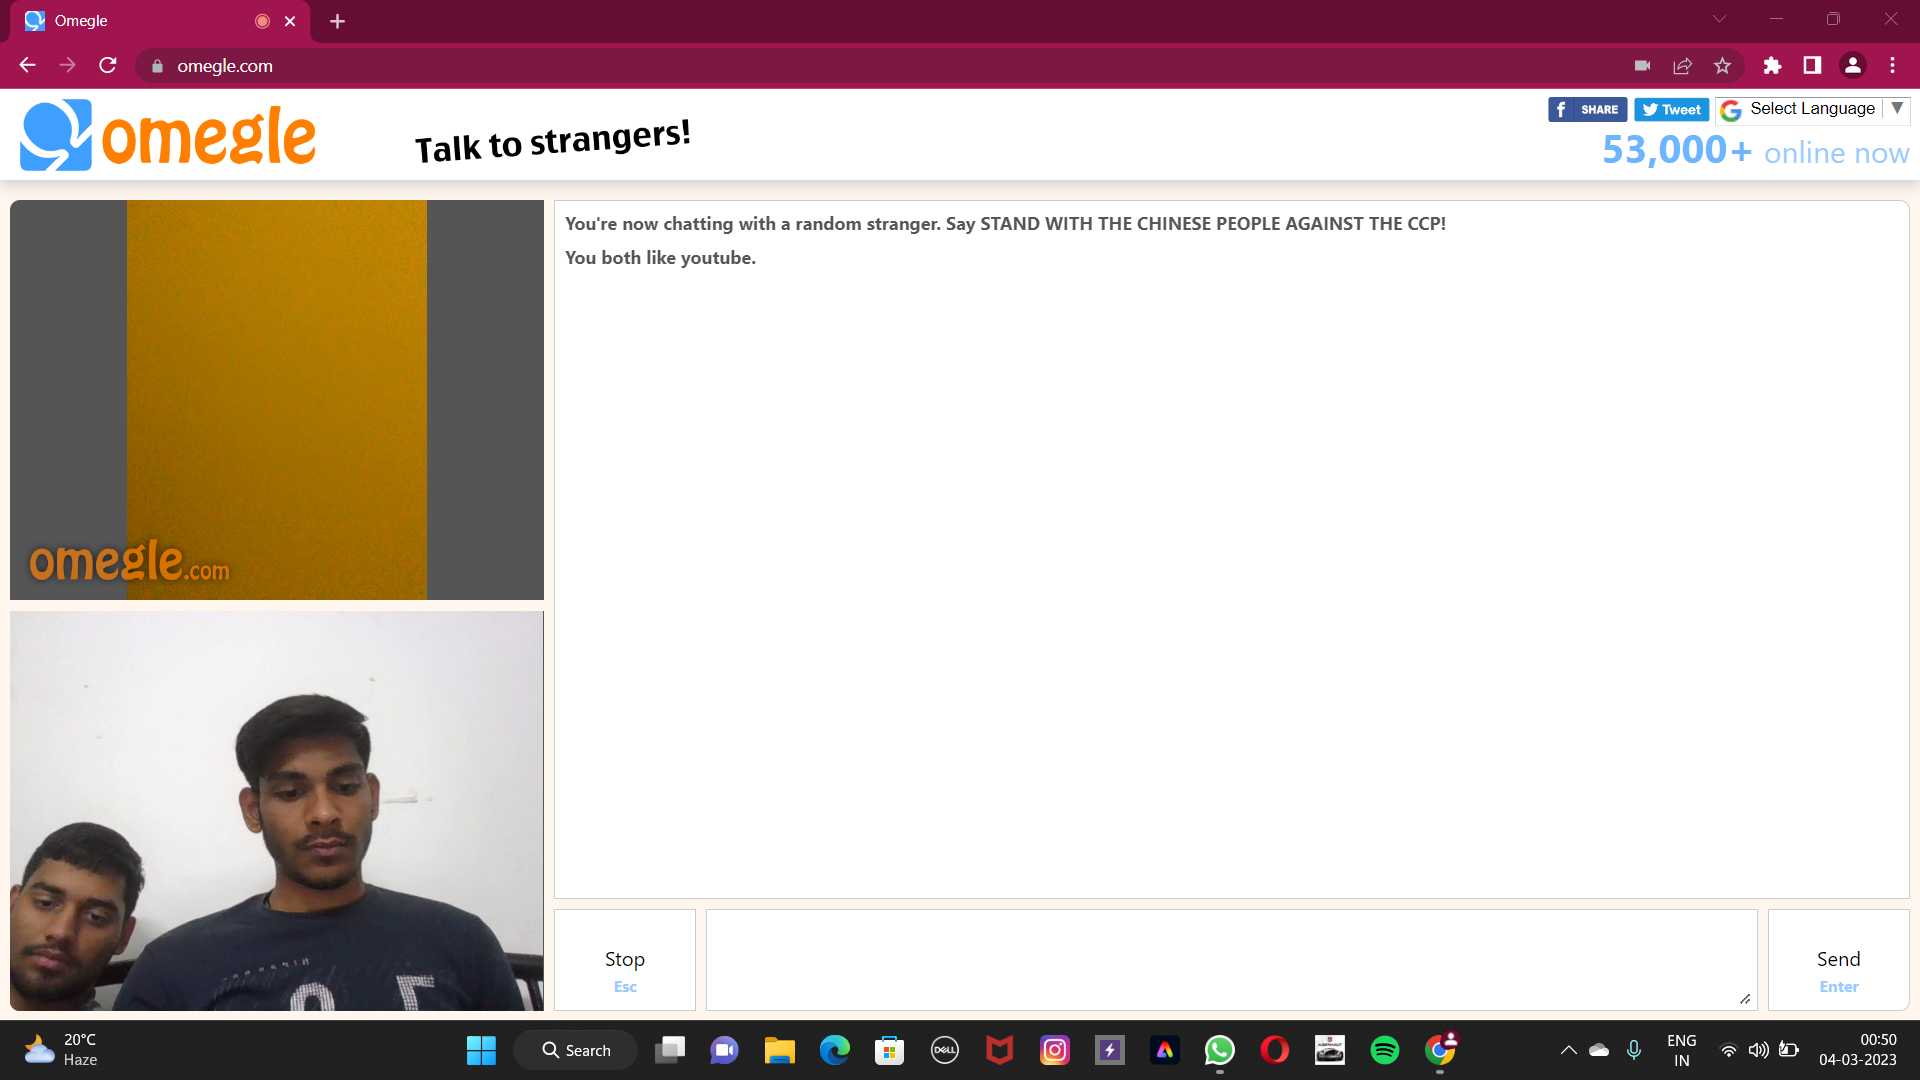 Omegle
omegle.com
omegle
Talk to strangers!
SHARE
Tweet
Select Language
53,000+ online now
You're now chatting with a random stranger. Say STAND WITH THE CHINESE PEOPLE AGAINST THE CCP!
You both like youtube.
omegle.com
Stop
Esc
Send
Enter
20°C
Haze
Search
DELL
ENG
IN
00:50
04-03-2023